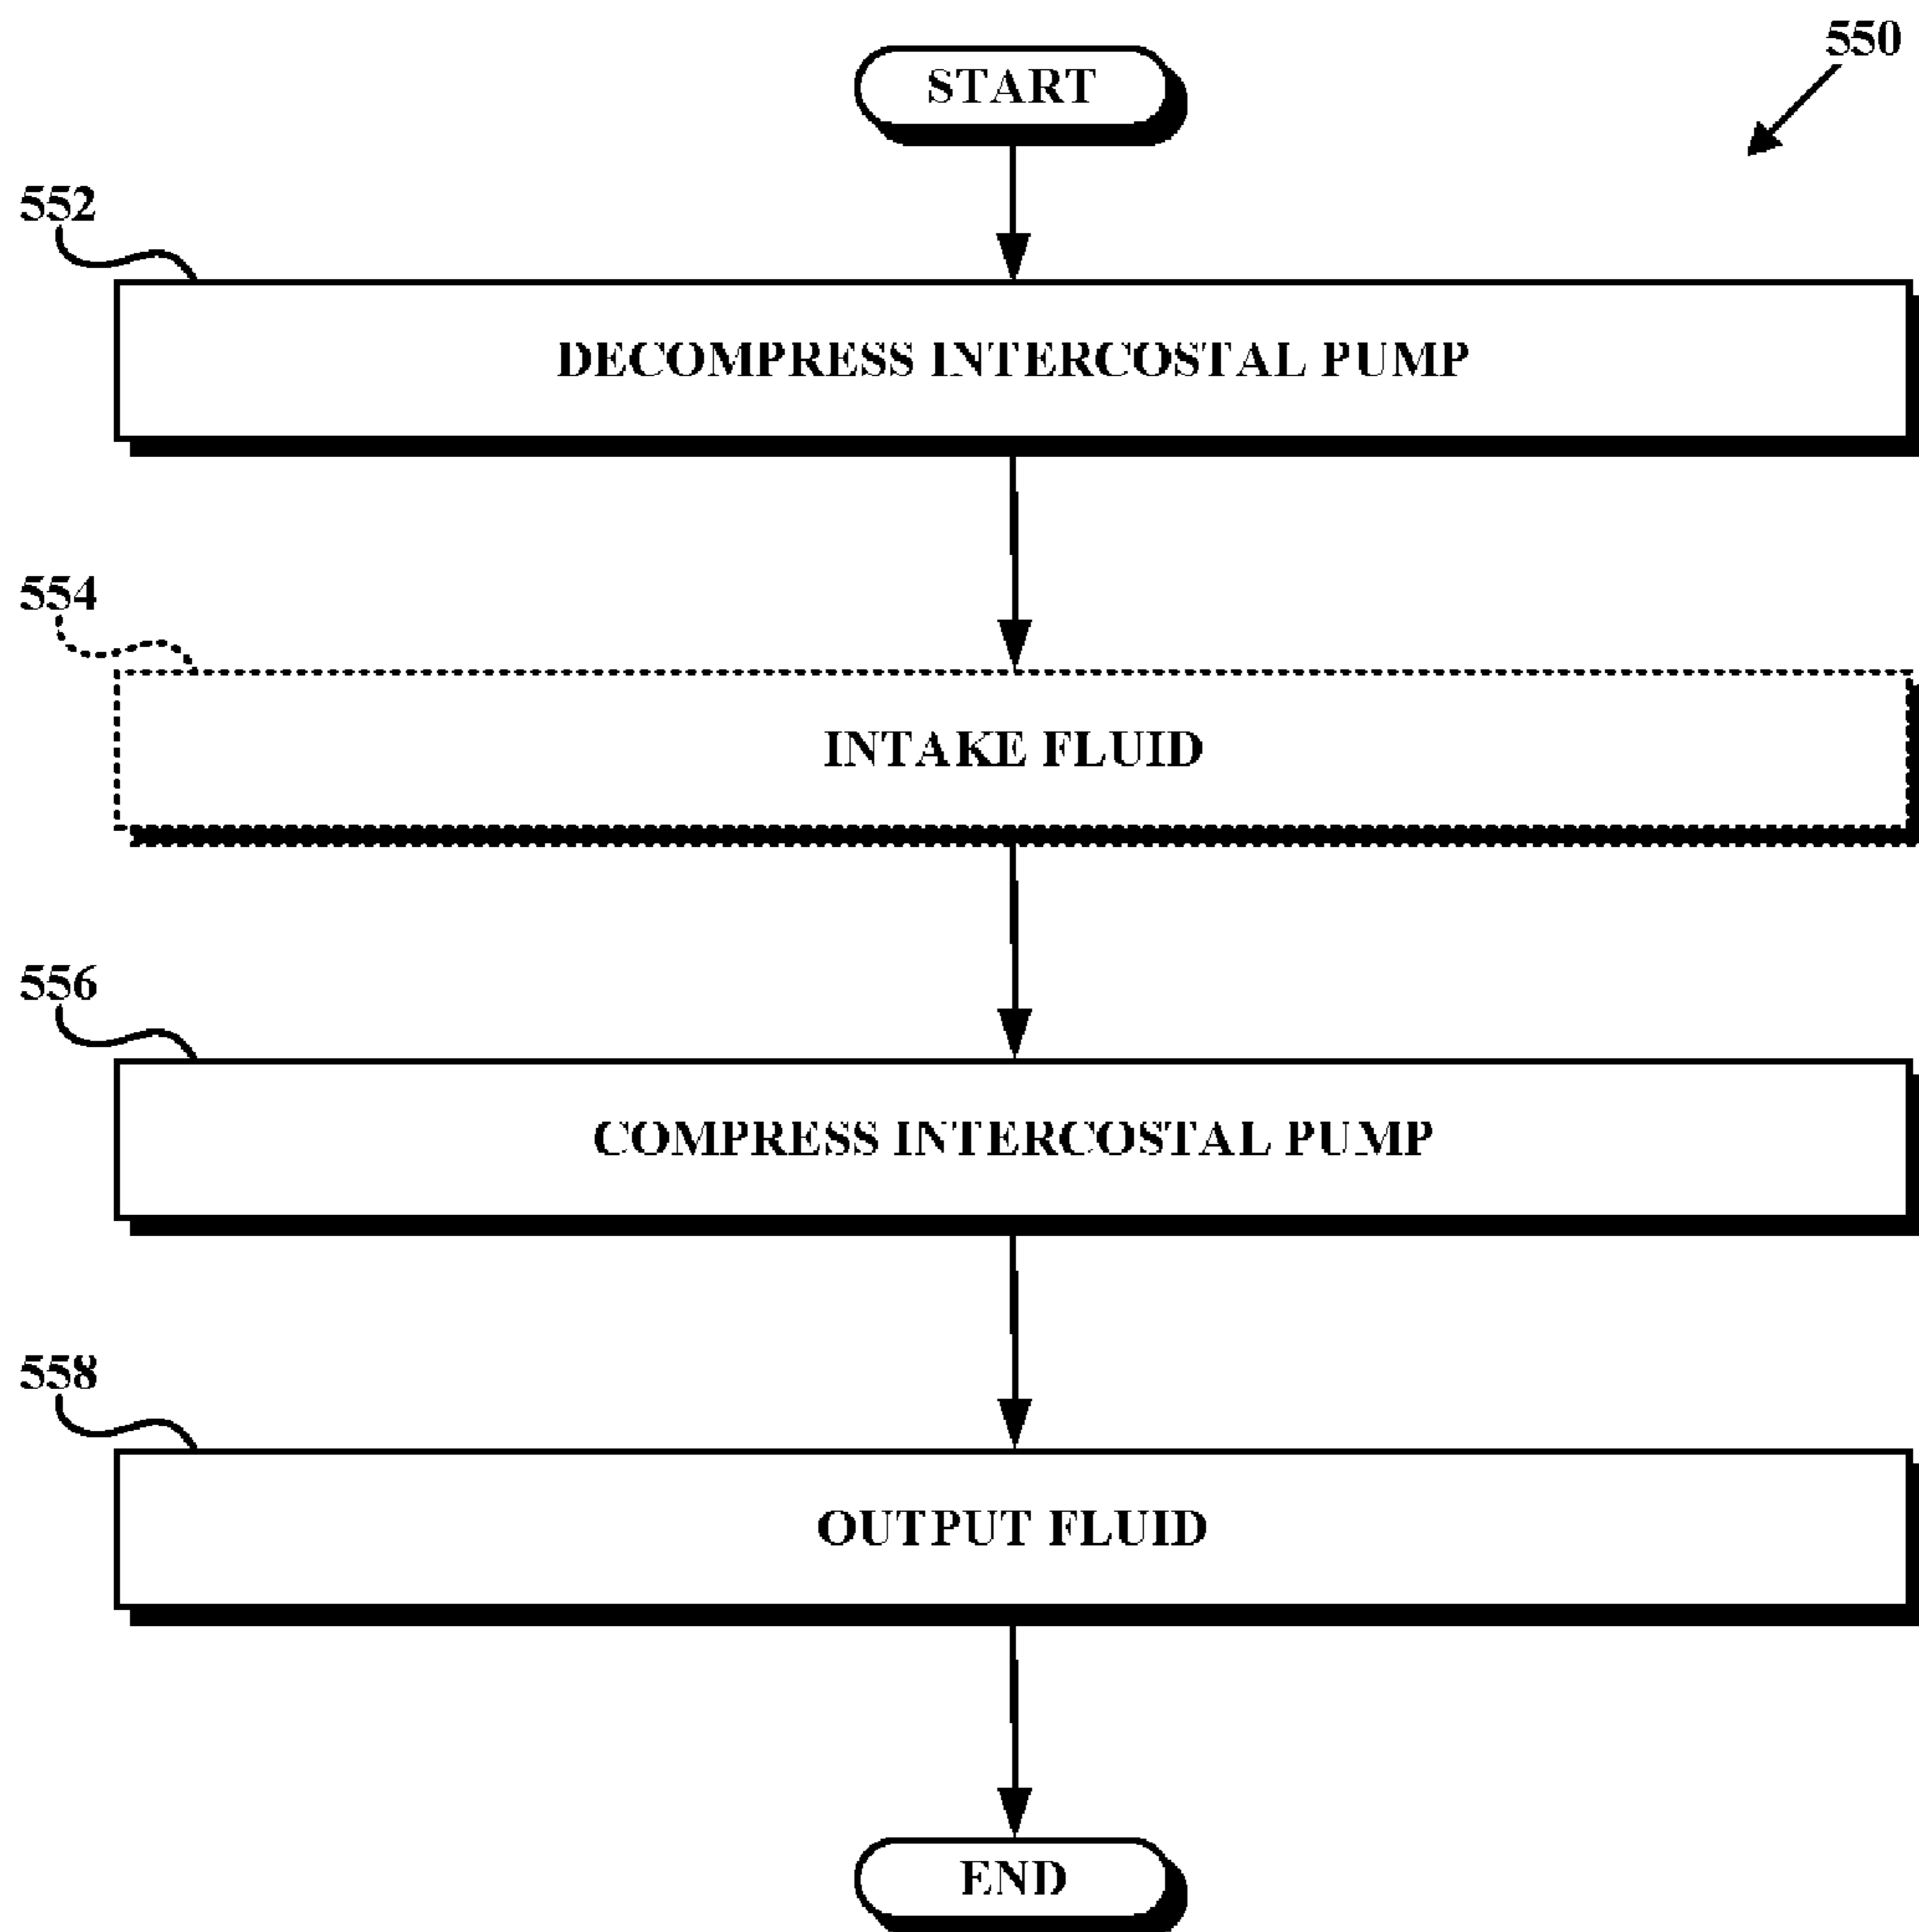 550
START
552
DECOMPRESS INTERCOSTAL PUMP
554
INTAKE FLUID
556
COMPRESS INTERCOSTAL PUMP
558
OUTPUT FLUID
END